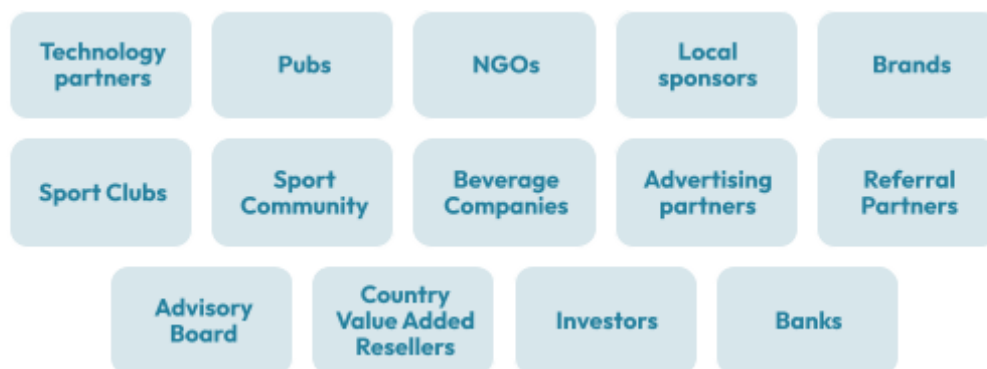 Technology
partners
Pubs
NGOs
Local
sponsors
Brands
Sport Clubs
Sport
Community
Beverage
Companies
Advertising
partners
Referral
Partners
Advisory
Board
Country
Value Added
Resellers
Investors
Banks